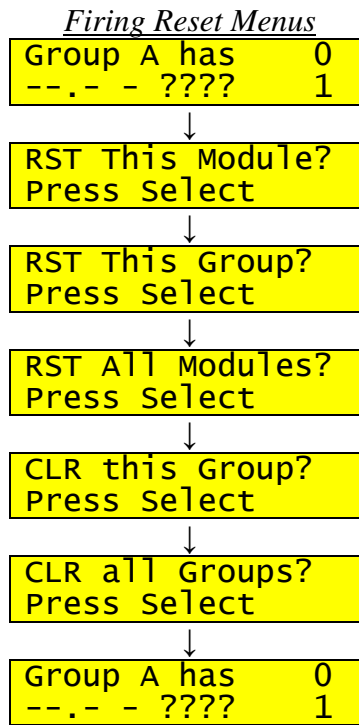 Firing Reset Menus
Group A has 0
--.- - ???? 1
↓
RST This Module?
Press Select
↓
RST This Group?
Press Select
↓
RST All Modules?
Press Select
↓
CLR this Group?
Press Select
↓
CLR all Groups?
Press Select
↓
Group A has 0
--.- - ???? 1